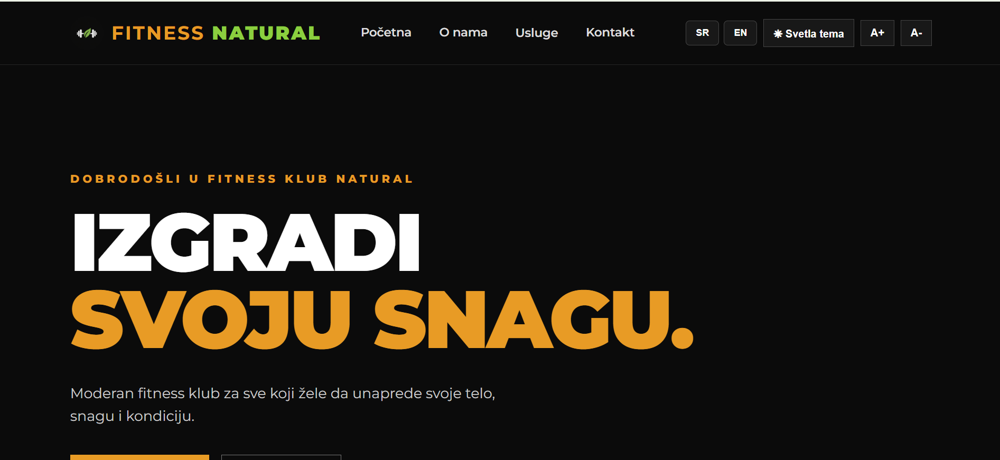 FITNESS NATURAL
Početna
O nama
Usluge
Kontakt
SR
EN
Svetla tema
A+
A-
DOBRODOŠLI U FITNESS KLUB NATURAL
IZGRADI
SVOJU SNAGU.
Moderan fitness klub za sve koji žele da unaprede svoje telo,
snagu i kondiciju.